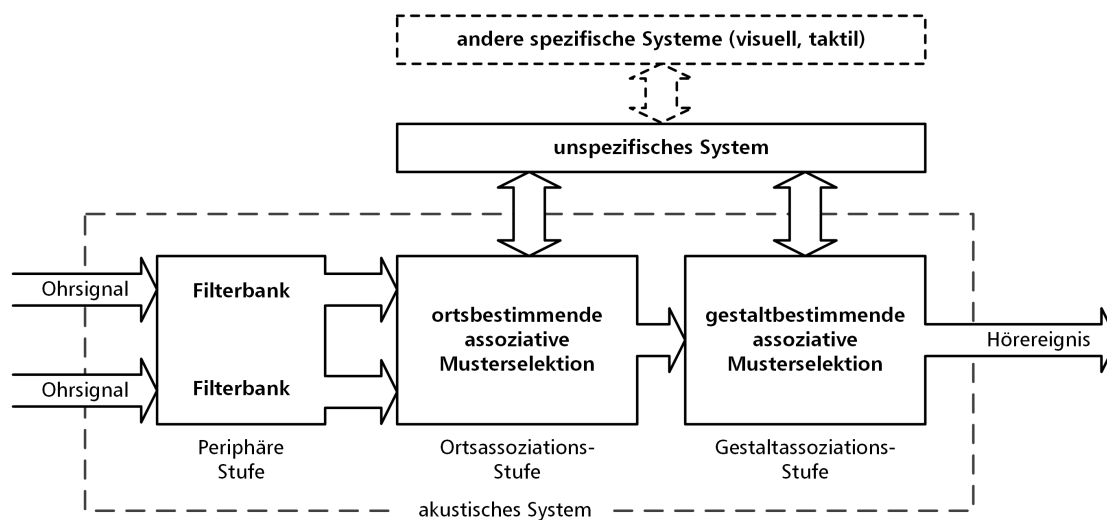 andere spezifische Systeme (visuell, taktil)
unspezifisches System
Ohrsignal
Ohrsignal
Filterbank
Filterbank
Periphäre
Stufe
ortsbestimmende
assoziative
Musterselektion
Ortsassoziations-
Stufe
gestaltbestimmende
assoziative
Musterselektion
Gestaltassoziations-
Stufe
Hörereignis
akustisches System